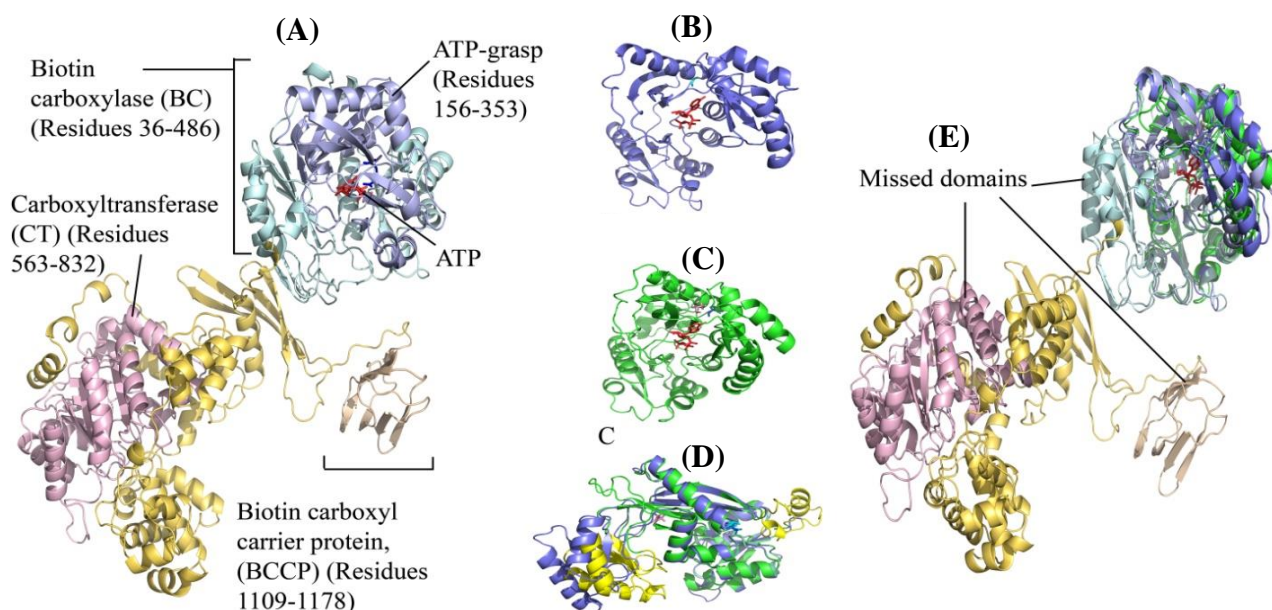 (A)
Biotin
carboxylase (BC)
(Residues 36-486)
ATP-grasp
(Residues
156-353)
Carboxyltransferase
(CT) (Residues
563-832)
ATP
Biotin carboxyl
carrier protein,
(BCCP) (Residues
1109-1178)
(B)
(C)
C
(D)
(E)
Missed domains